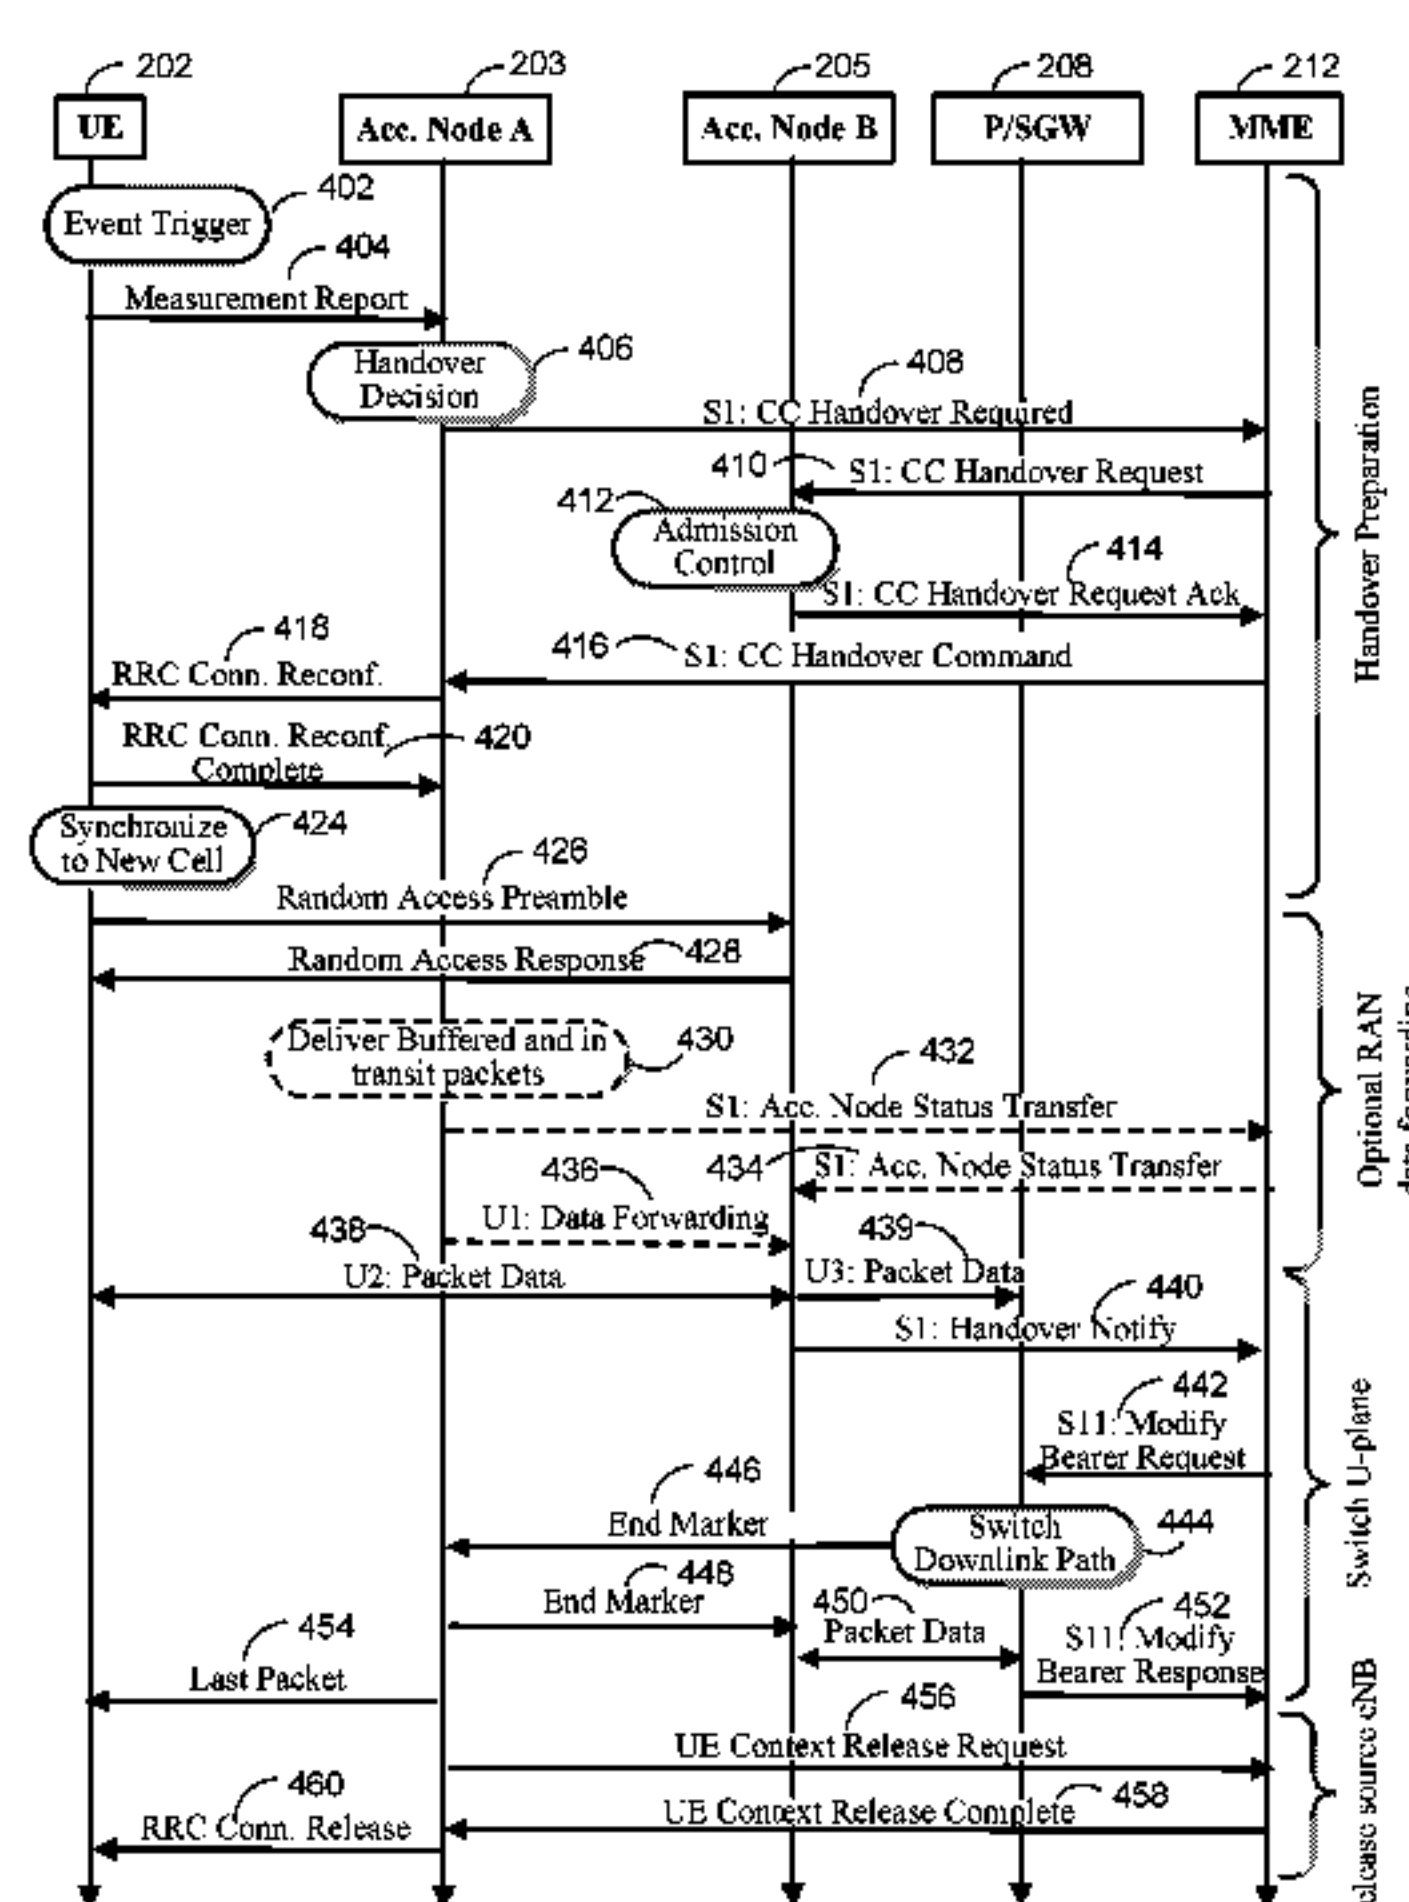 202
203
205
208
212
UE
Acc. Node A
Acc. Node B
P/SGW
MME
402
Event Trigger
404
Measurement Report
406
Handover
Decision
408
S1: CC Handover Required
410
S1: CC Handover Request
412
Admission
Control
414
S1: CC Handover Request Ack
416
S1: CC Handover Command
418
RRC Conn. Reconf.
RRC Conn. Reconf.
Complete
420
Synchronize
to New Cell
424
426
Random Access Preamble
Random Access Response
428
Deliver Buffered and in
transit packets
430
432
S1: Acc. Node Status Transfer
434
S1: Acc. Node Status Transfer
436
U1: Data Forwarding
438
U2: Packet Data
439
U3: Packet Data
440
S1: Handover Notify
442
S11: Modify
Bearer Request
446
End Marker
Switch
Downlink Path
444
448
End Marker
450
Packet Data
452
S11: Modify
Bearer Response
454
Last Packet
456
UE Context Release Request
458
UE Context Release Complete
460
RRC Conn. Release
Handover Preparation
Optional RAN
Switch U-plane
source eNB